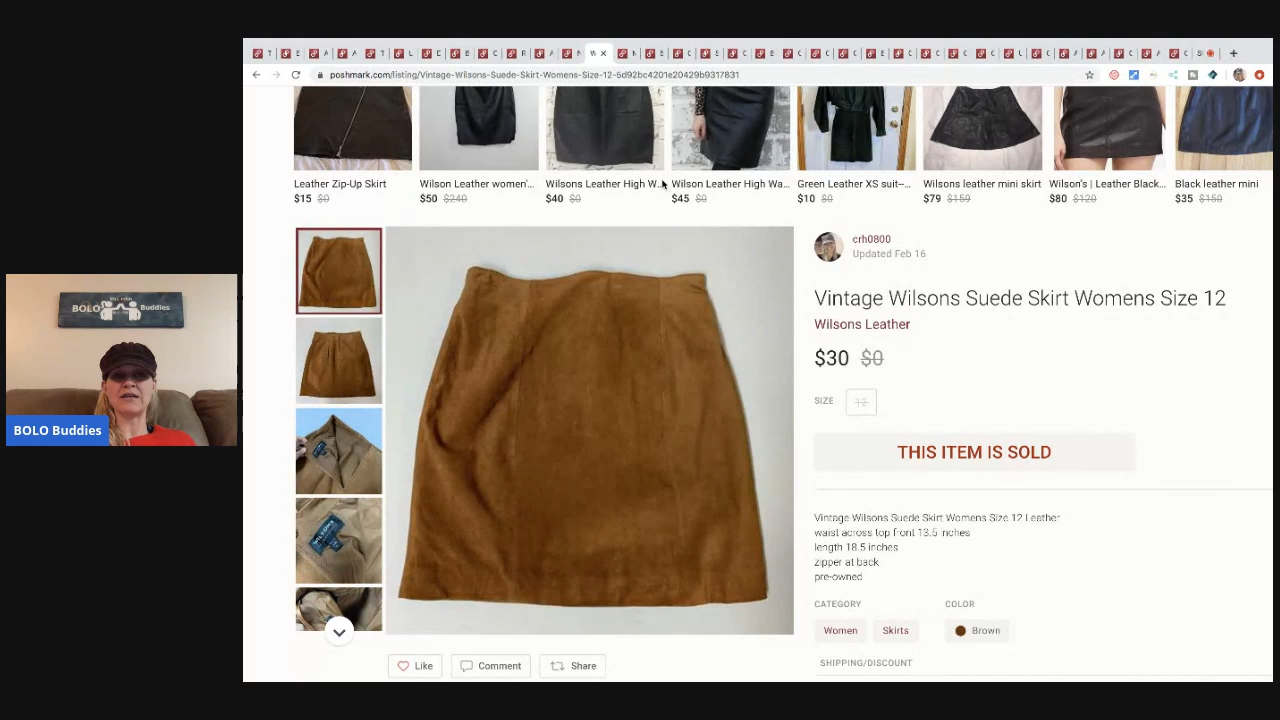 poshmark.com/listing/Vintage-Wilsons-Suede-Skirt-Womens-Size-12-5d92bc4201e20429b9317831
Leather Zip-Up Skirt
Wilson Leather women'...
Wilsons Leather High W...
Wilson Leather High Wa...
Green Leather XS suit--...
Wilsons leather mini skirt
Wilson's | Leather Black...
Black leather mini
$15 $0
$50 $240
$40 $0
$45 $0
$10 $0
$79 $159
$80 $120
$35 $150
crh0800
Updated Feb 16
Vintage Wilsons Suede Skirt Womens Size 12
Wilsons Leather
$30 $0
SIZE 12
THIS ITEM IS SOLD
Vintage Wilsons Suede Skirt Womens Size 12 Leather
waist across top front 13.5 inches
length 18.5 inches
zipper at back
pre-owned
CATEGORY
COLOR
Women Skirts
Brown
SHIPPING/DISCOUNT
Like
Comment
Share
BOLO Buddies
BOLO Buddies
WILSONS